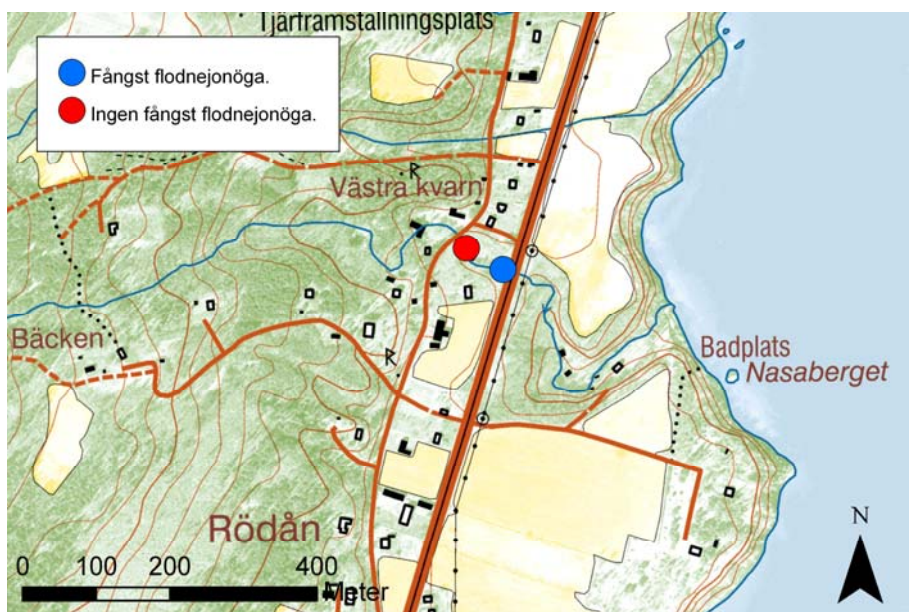 Tjärframställningsplats
Fångst flodnejonöga.
Ingen fångst flodnejonöga.
Västra kvarn
R
Bäcken
R
Badplats
Nasaberget
Rödån
N
0 100 200 400
Meter